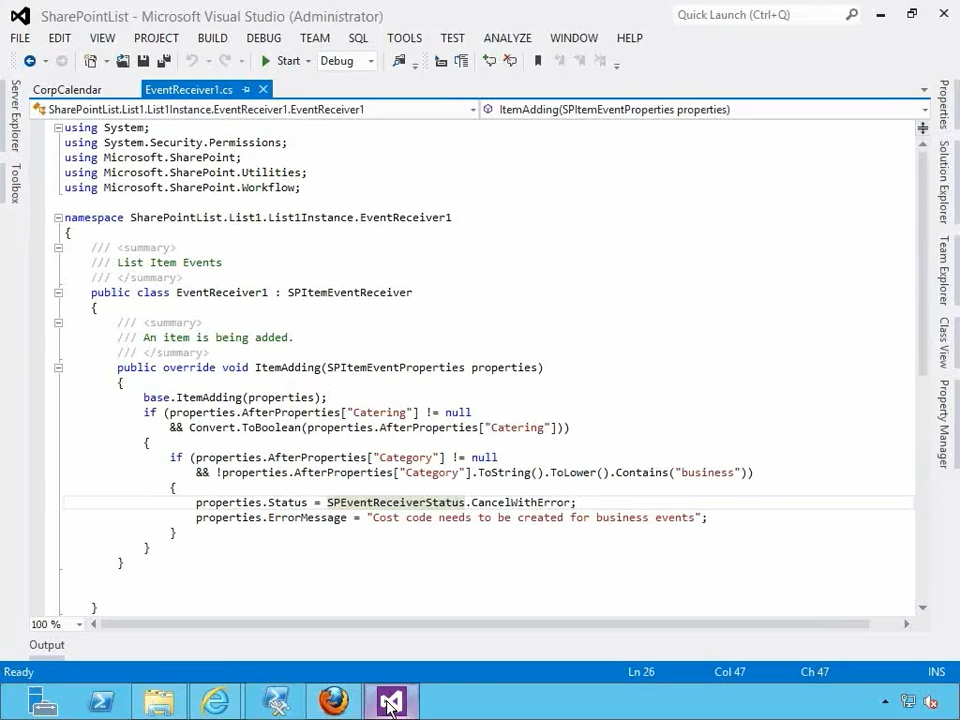 SharePointList - Microsoft Visual Studio (Administrator)
Quick Launch (Ctrl+Q)
FILE EDIT VIEW PROJECT BUILD DEBUG TEAM SQL TOOLS TEST ANALYZE WINDOW HELP
Start Debug
CorpCalendar EventReceiver1.cs
SharePointList.List1.List1Instance.EventReceiver1.EventReceiver1 ItemAdding(SPItemEventProperties properties)
Server Explorer
Toolbox
using System;
using System.Security.Permissions;
using Microsoft.SharePoint;
using Microsoft.SharePoint.Utilities;
using Microsoft.SharePoint.Workflow;
namespace SharePointList.List1.List1Instance.EventReceiver1
{
/// <summary>
/// List Item Events
/// </summary>
public class EventReceiver1 : SPItemEventReceiver
{
/// <summary>
/// An item is being added.
/// </summary>
public override void ItemAdding(SPItemEventProperties properties)
{
base.ItemAdding(properties);
if (properties.AfterProperties["Catering"] != null
&& Convert.ToBoolean(properties.AfterProperties["Catering"]))
{
if (properties.AfterProperties["Category"] != null
&& !properties.AfterProperties["Category"].ToString().ToLower().Contains("business"))
{
properties.Status = SPEventReceiverStatus.CancelWithError;
properties.ErrorMessage = "Cost code needs to be created for business events";
}
}
}
}
Properties
Solution Explorer
Team Explorer
Class View
Property Manager
100 %
Output
Ready Ln 26 Col 47 Ch 47 INS